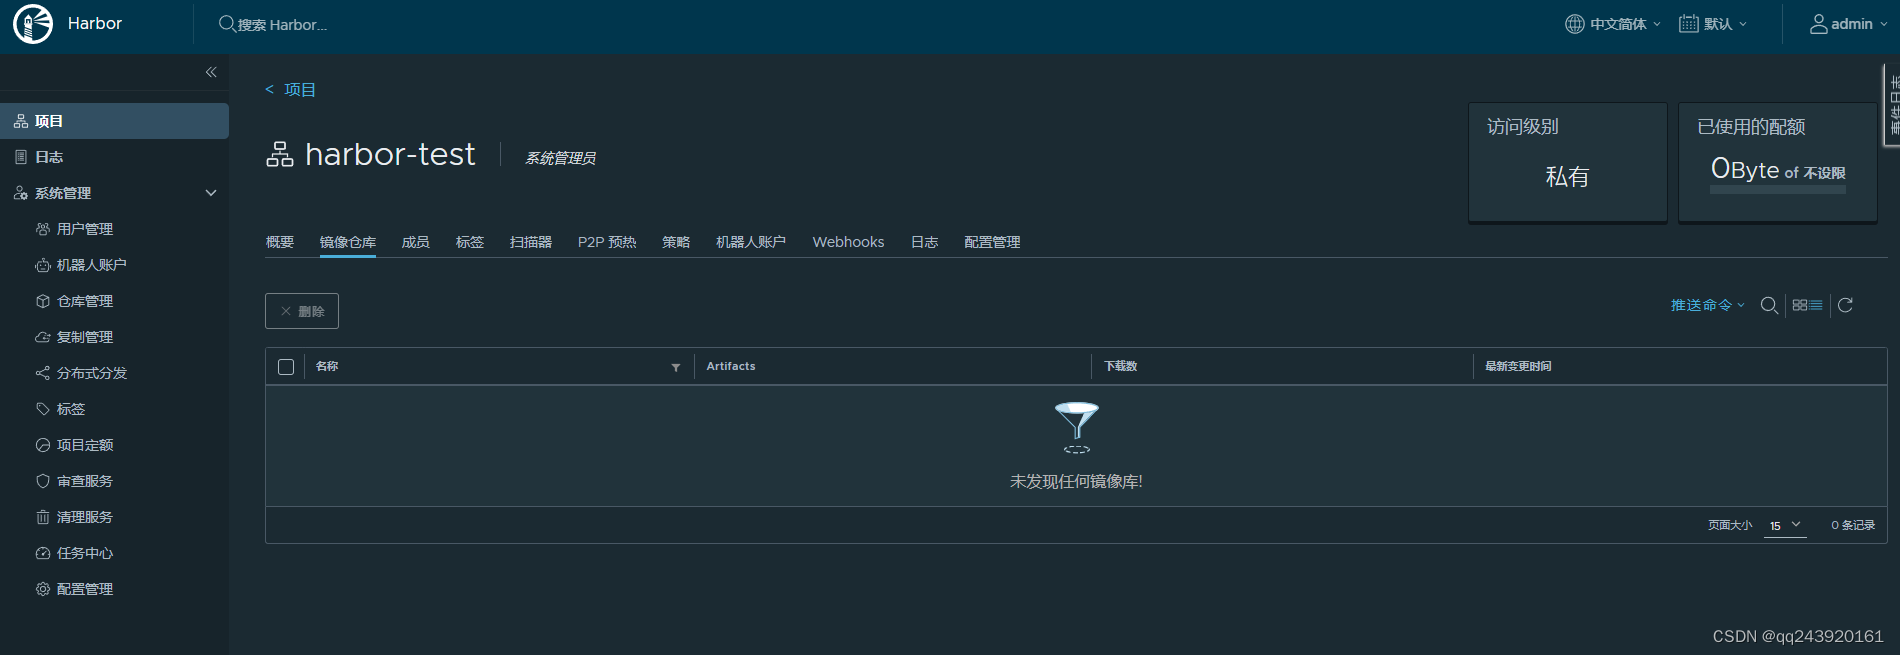 Harbor
搜索 Harbor...
中文简体
默认
admin
事件日志
项目
日志
系统管理
用户管理
机器人账户
仓库管理
复制管理
分布式分发
标签
项目定额
审查服务
清理服务
任务中心
配置管理
< 项目
harbor-test
系统管理员
访问级别
私有
已使用的配额
0Byte of 不设限
概要 镜像仓库 成员 标签 扫描器 P2P 预热 策略 机器人账户 Webhooks 日志 配置管理
删除
推送命令
名称 Artifacts 下载数 最新变更时间
未发现任何镜像库!
页面大小 15 0 条记录
CSDN @qq243920161